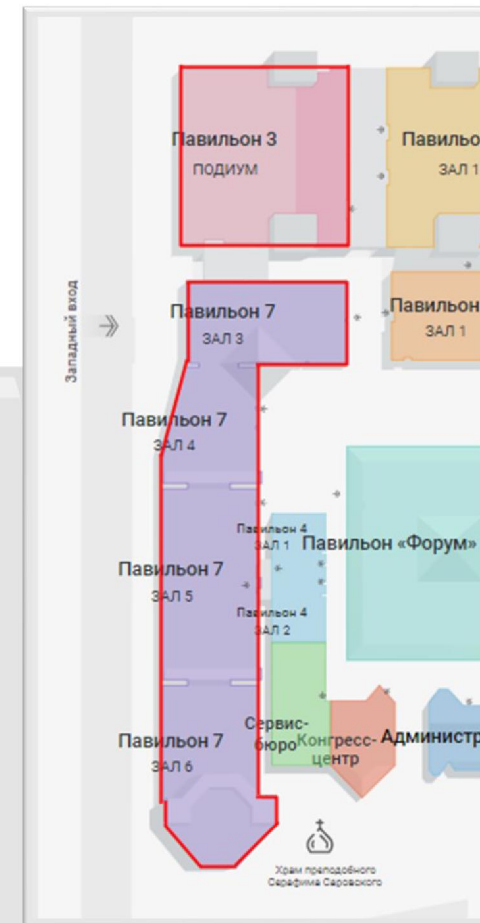 Павильон 3
ПОДИУМ
Павильо
ЗАЛ 1
Западный вход
Павильон 7
ЗАЛ 3
Павильон
ЗАЛ 1
Павильон 7
ЗАЛ 4
Павильон 4
ЗАЛ 1
Павильон «Форум»
Павильон 7
ЗАЛ 5
Павильон 4
ЗАЛ 2
Павильон 7
ЗАЛ 6
Сервис-
бюро
Конгресс-
центр
Администр
Храм преподобного
Серафима Саровского